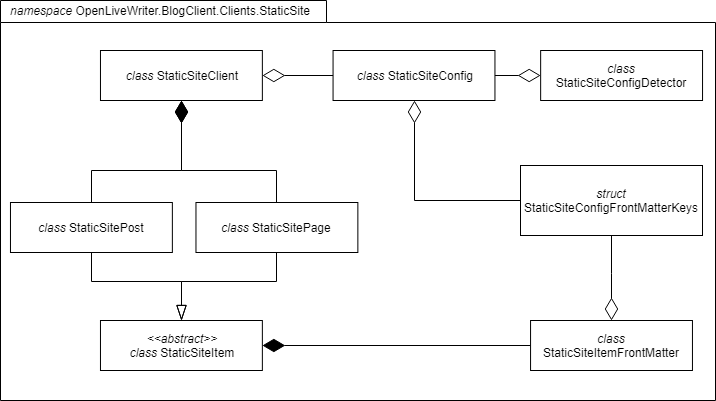 namespace OpenLiveWriter.BlogClient.Clients.StaticSite
class StaticSiteClient
class StaticSiteConfig
class
StaticSiteConfigDetector
struct
StaticSiteConfigFrontMatterKeys
class StaticSitePost
class StaticSitePage
<<abstract>>
class StaticSiteItem
class
StaticSiteItemFrontMatter